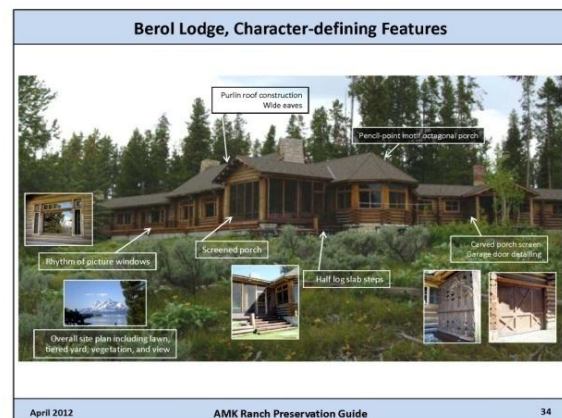 Berol Lodge, Character-defining Features
Purlin roof construction
Wide eaves
Pencil-point motif octagonal porch
Rhythm of picture windows
Screened porch
Half log slab steps
Carved porch screen
Garage door detailing
Overall site plan including lawn,
tiered yard, vegetation, and view
April 2012
AMK Ranch Preservation Guide
34